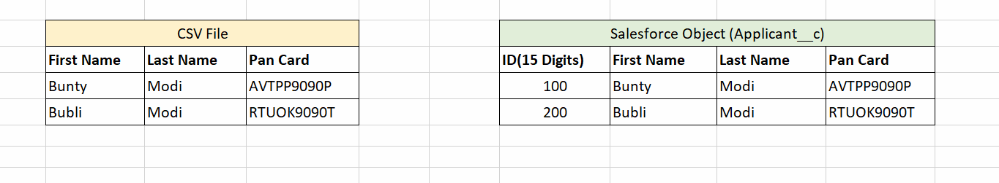 CSV File
First Name Last Name Pan Card
Bunty Modi AVTPP9090P
Bubli Modi RTUOK9090T
Salesforce Object (Applicant__c)
ID(15 Digits) First Name Last Name Pan Card
100 Bunty Modi AVTPP9090P
200 Bubli Modi RTUOK9090T